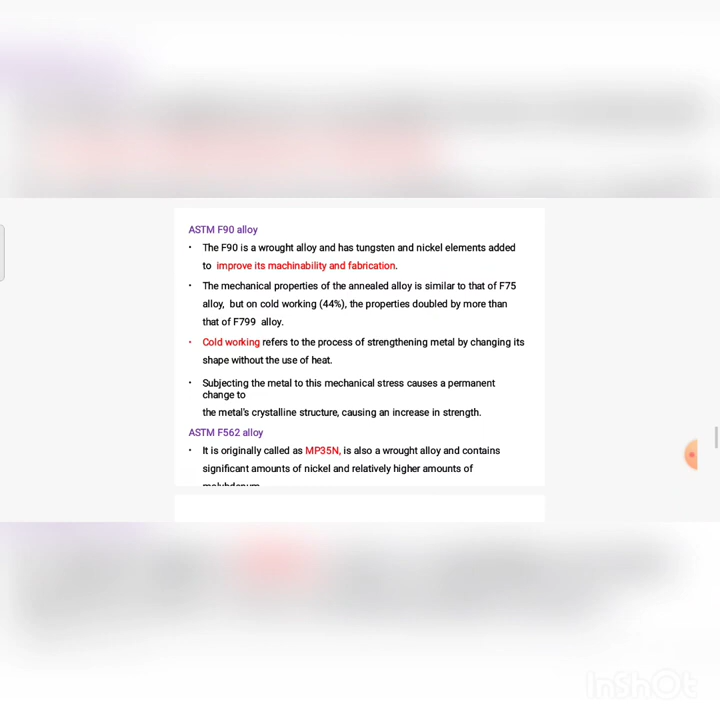 ASTM F90 alloy
• The F90 is a wrought alloy and has tungsten and nickel elements added
to improve its machinability and fabrication.
• The mechanical properties of the annealed alloy is similar to that of F75
alloy, but on cold working (44%), the properties doubled by more than
that of F799 alloy.
• Cold working refers to the process of strengthening metal by changing its
shape without the use of heat.
• Subjecting the metal to this mechanical stress causes a permanent
change to
the metal's crystalline structure, causing an increase in strength.
ASTM F562 alloy
• It is originally called as MP35N, is also a wrought alloy and contains
significant amounts of nickel and relatively higher amounts of
molybdenum
InShOt